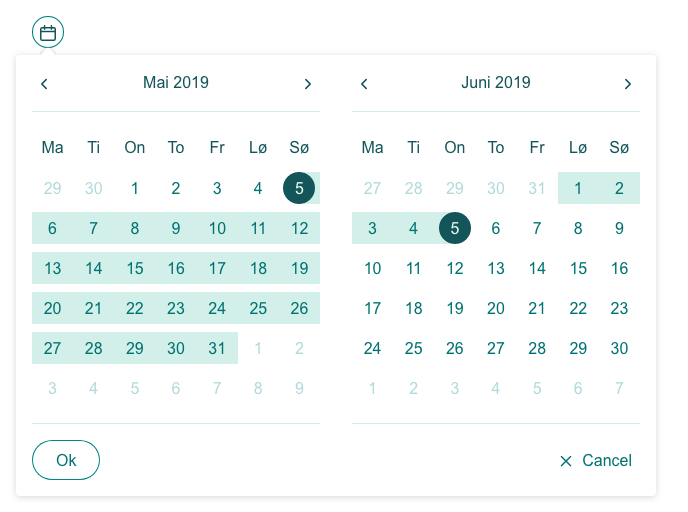 Mai 2019
Ma Ti On To Fr Lø Sø
29 30 1 2 3 4 5
6 7 8 9 10 11 12
13 14 15 16 17 18 19
20 21 22 23 24 25 26
27 28 29 30 31 1 2
3 4 5 6 7 8 9
Juni 2019
Ma Ti On To Fr Lø Sø
27 28 29 30 31 1 2
3 4 5 6 7 8 9
10 11 12 13 14 15 16
17 18 19 20 21 22 23
24 25 26 27 28 29 30
1 2 3 4 5 6 7
Ok
Cancel